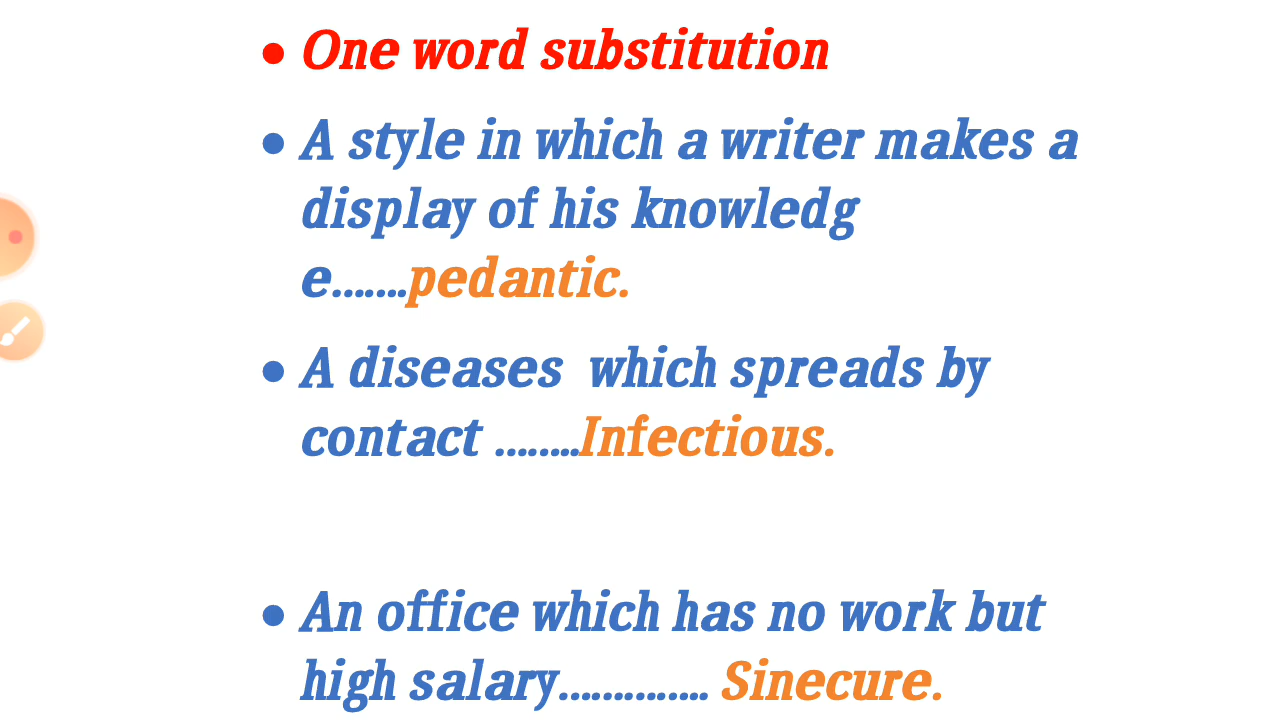 • One word substitution
• A style in which a writer makes a
display of his knowledg
e.......pedantic.
• A diseases  which spreads by
contact ........Infectious.
• An office which has no work but
high salary.............. Sinecure.